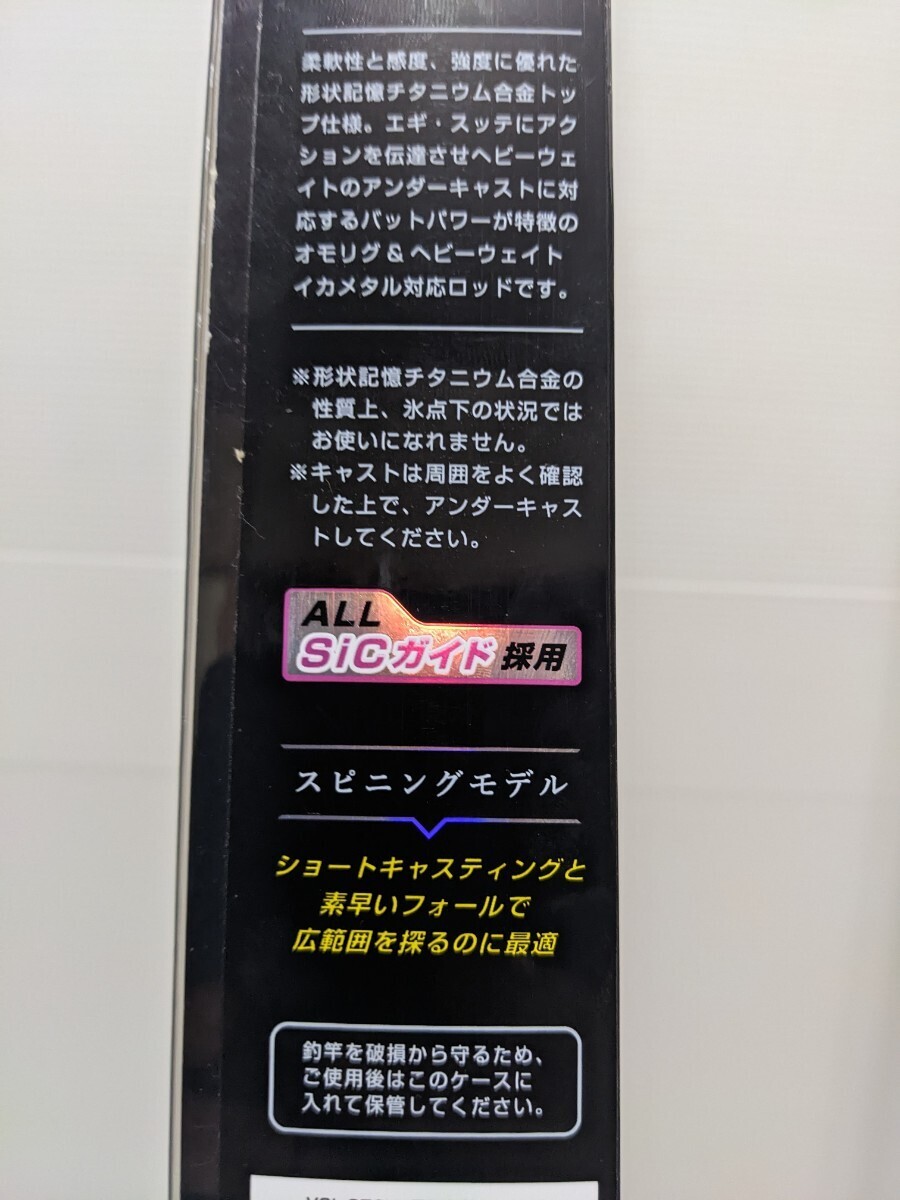 柔軟性と感度、強度に優れた
形状記憶チタニウム合金トッ
プ仕様。エギ・スッテにアク
ションを伝達させヘビーウェ
イトのアンダーキャストに対
応するバットパワーが特徴の
オモリグ&ヘビーウェイト
イカメタル対応ロッドです。
※形状記憶チタニウム合金の
性質上、氷点下の状況では
お使いになれません。
※キャストは周囲をよく確認
した上で、アンダーキャス
トしてください。
ALL
SiCガイド採用
スピニングモデル
ショートキャスティングと
素早いフォールで
広範囲を探るのに最適
釣竿を破損から守るため、
ご使用後はこのケースに
入れて保管してください。